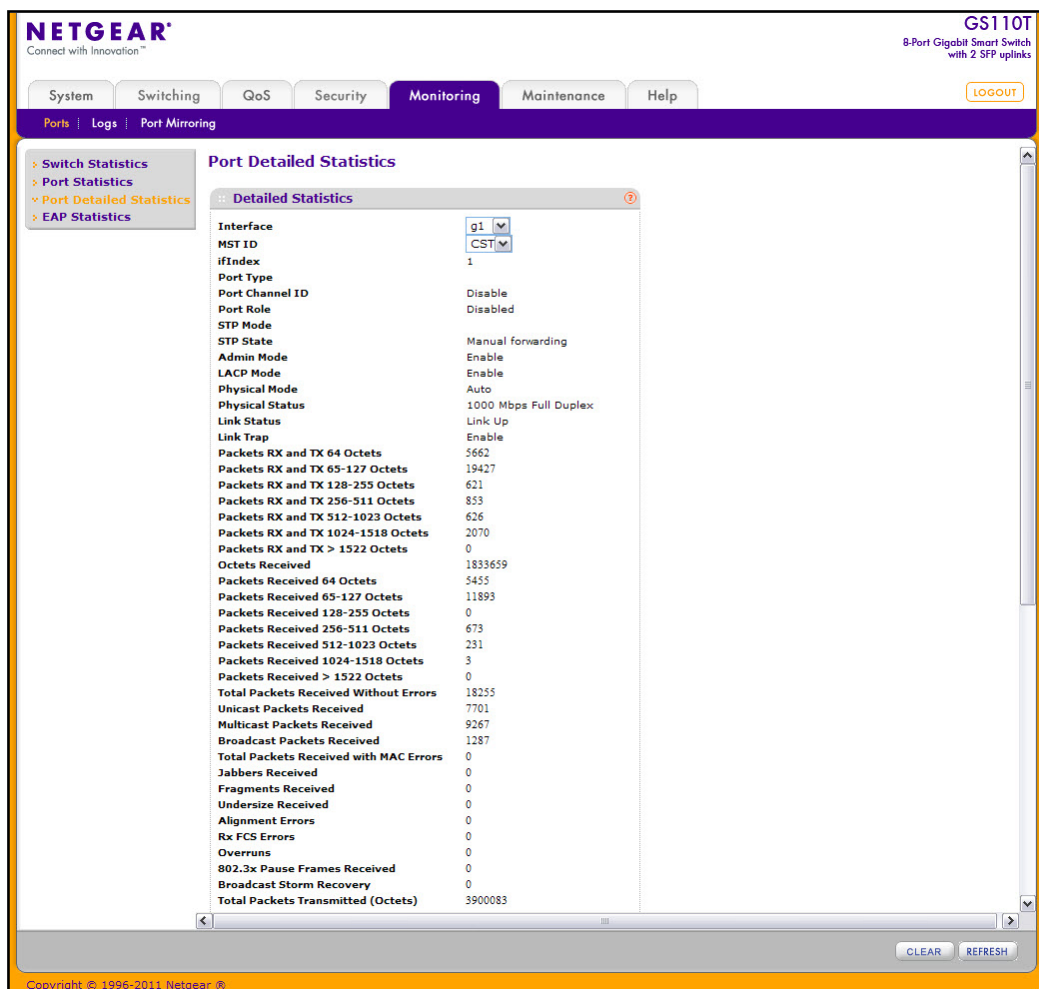 NETGEAR®
Connect with Innovation™
GS110T
8-Port Gigabit Smart Switch
with 2 SFP uplinks
System Switching QoS Security Monitoring Maintenance Help LOGOUT
Ports Logs Port Mirroring
Switch Statistics
Port Statistics
Port Detailed Statistics
EAP Statistics
Port Detailed Statistics
Detailed Statistics ?
Interface g1
MST ID CST
ifIndex 1
Port Type
Port Channel ID Disable
Port Role Disabled
STP Mode
STP State Manual forwarding
Admin Mode Enable
LACP Mode Enable
Physical Mode Auto
Physical Status 1000 Mbps Full Duplex
Link Status Link Up
Link Trap Enable
Packets RX and TX 64 Octets 5662
Packets RX and TX 65-127 Octets 19427
Packets RX and TX 128-255 Octets 621
Packets RX and TX 256-511 Octets 853
Packets RX and TX 512-1023 Octets 626
Packets RX and TX 1024-1518 Octets 2070
Packets RX and TX > 1522 Octets 0
Octets Received 1833659
Packets Received 64 Octets 5455
Packets Received 65-127 Octets 11893
Packets Received 128-255 Octets 0
Packets Received 256-511 Octets 673
Packets Received 512-1023 Octets 231
Packets Received 1024-1518 Octets 3
Packets Received > 1522 Octets 0
Total Packets Received Without Errors 18255
Unicast Packets Received 7701
Multicast Packets Received 9267
Broadcast Packets Received 1287
Total Packets Received with MAC Errors 0
Jabbers Received 0
Fragments Received 0
Undersize Received 0
Alignment Errors 0
Rx FCS Errors 0
Overruns 0
802.3x Pause Frames Received 0
Broadcast Storm Recovery 0
Total Packets Transmitted (Octets) 3900083
CLEAR REFRESH
Copyright © 1996-2011 Netgear ®